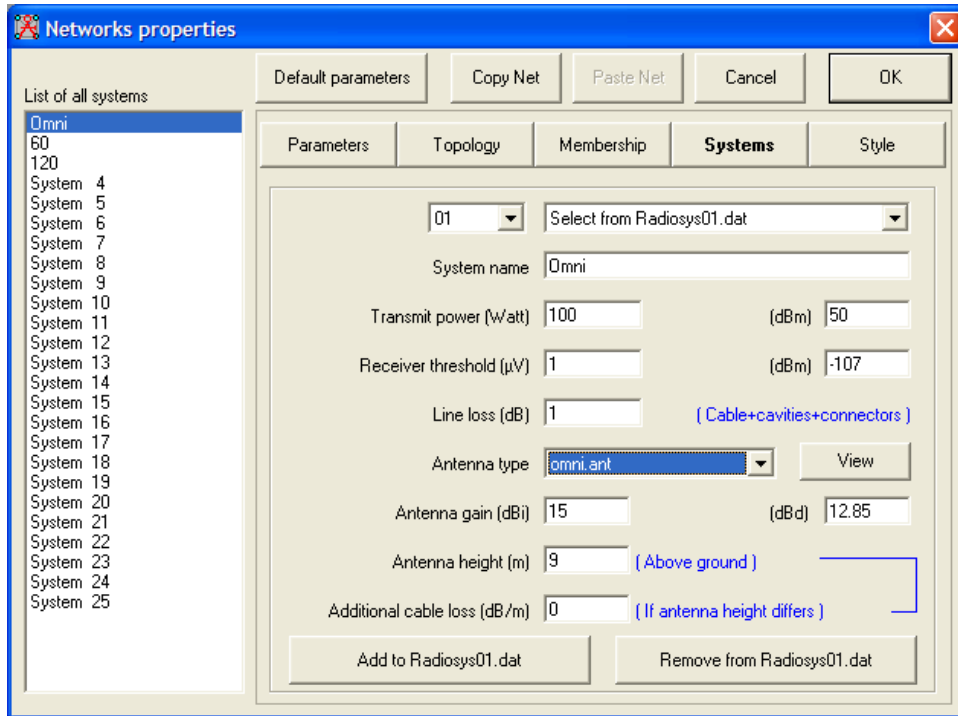 Networks properties
Default parameters Copy Net Paste Net Cancel OK
List of all systems
Omni
60
120
System 4
System 5
System 6
System 7
System 8
System 9
System 10
System 11
System 12
System 13
System 14
System 15
System 16
System 17
System 18
System 19
System 20
System 21
System 22
System 23
System 24
System 25
Parameters Topology Membership Systems Style
01 Select from Radiosys01.dat
System name Omni
Transmit power (Watt) 100 (dBm) 50
Receiver threshold (µV) 1 (dBm) -107
Line loss (dB) 1 ( Cable+cavities+connectors )
Antenna type omni.ant View
Antenna gain (dBi) 15 (dBd) 12.85
Antenna height (m) 9 ( Above ground )
Additional cable loss (dB/m) 0 ( If antenna height differs )
Add to Radiosys01.dat Remove from Radiosys01.dat